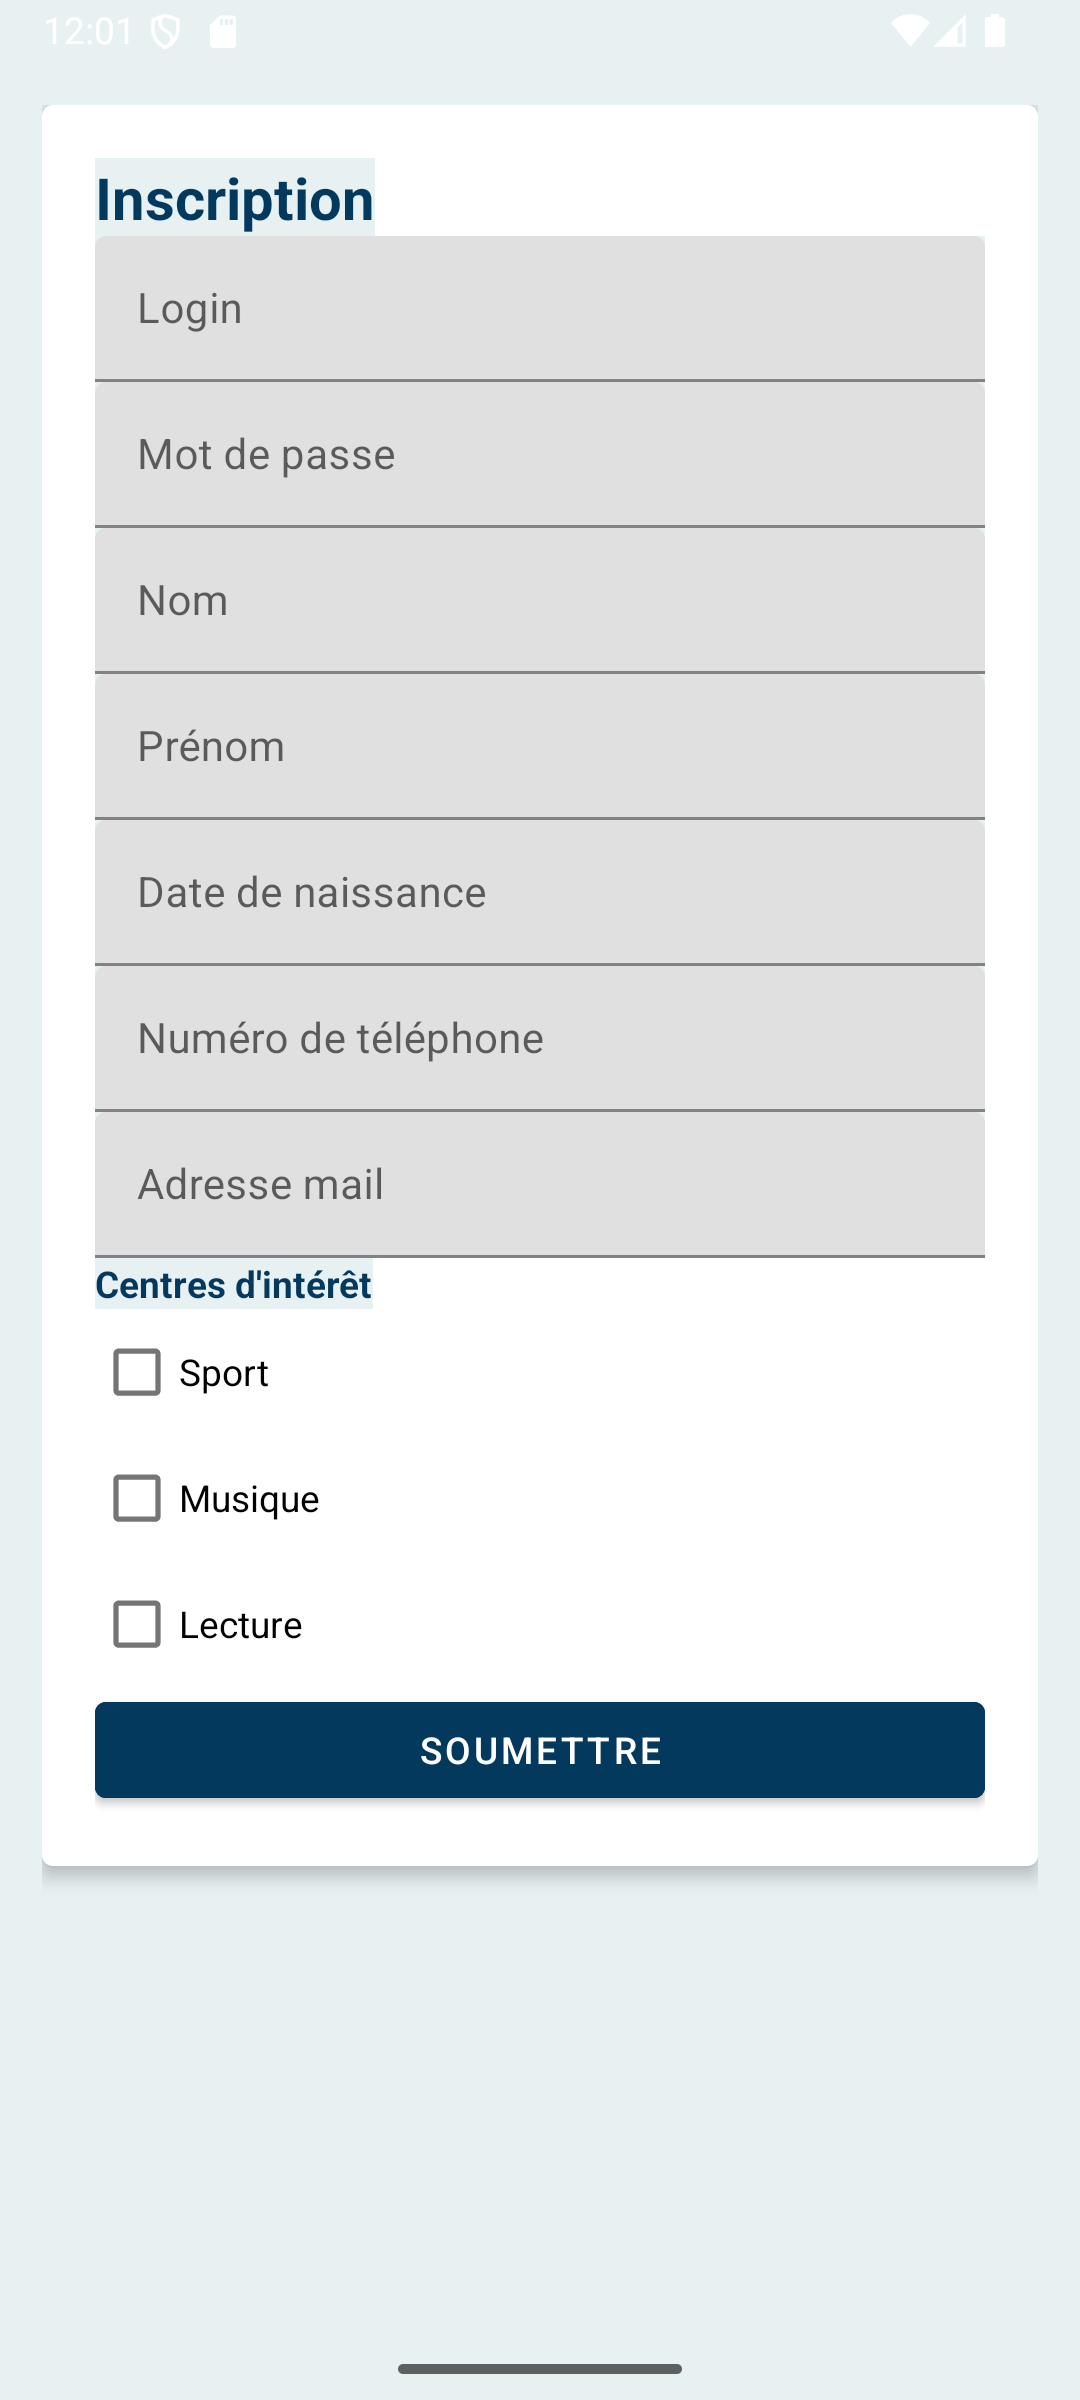 12:01
Inscription
Login
Mot de passe
Nom
Prénom
Date de naissance
Numéro de téléphone
Adresse mail
Centres d'intérêt
Sport
Musique
Lecture
SOUMETTRE